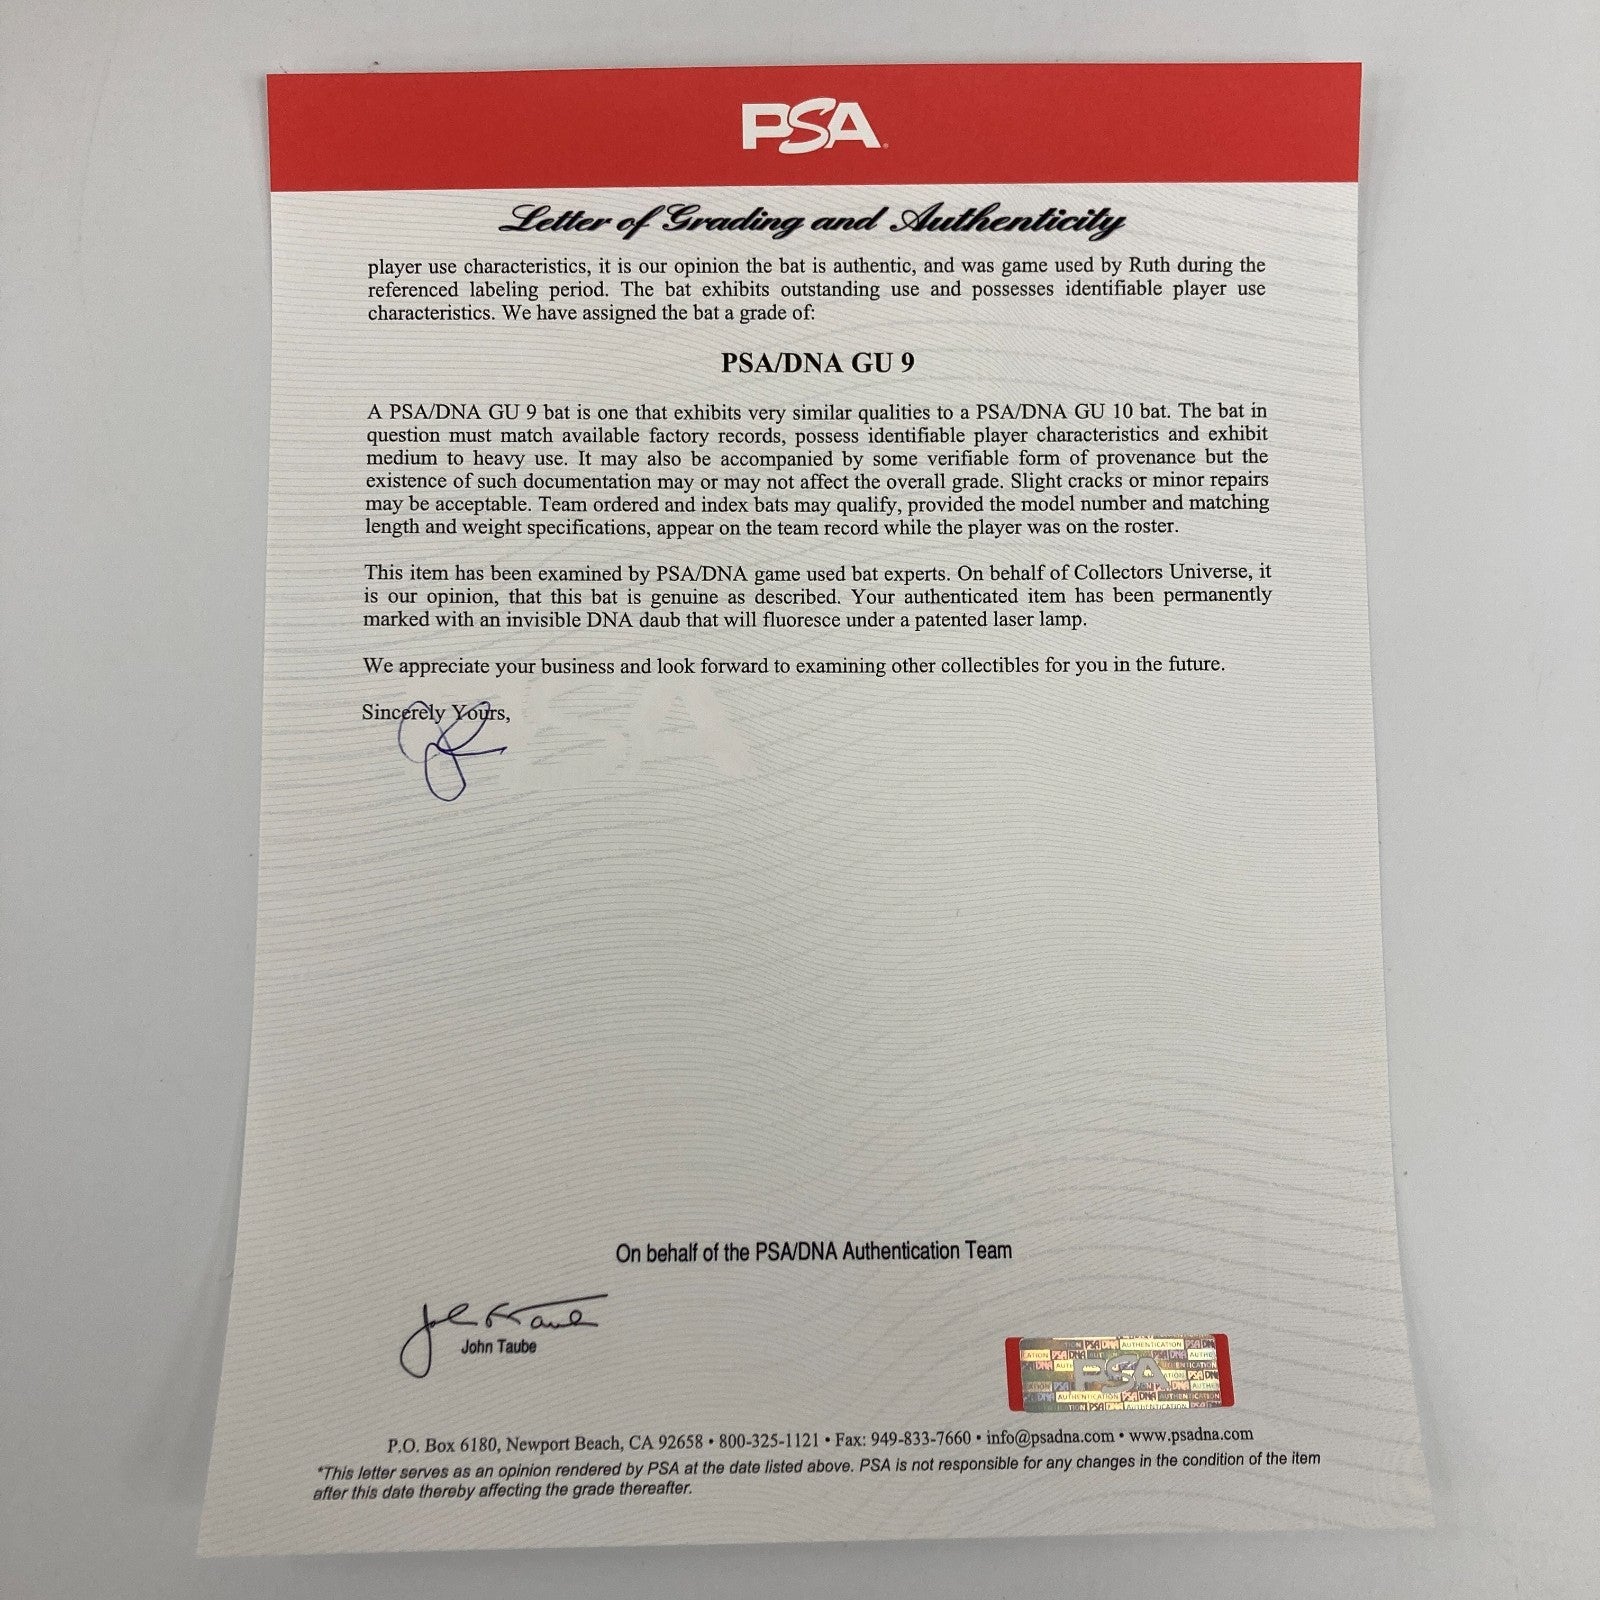 PSA
Letter of Grading and Authenticity
player use characteristics, it is our opinion the bat is authentic, and was game used by Ruth during the
referenced labeling period. The bat exhibits outstanding use and possesses identifiable player use
characteristics. We have assigned the bat a grade of:
PSA/DNA GU 9
A PSA/DNA GU 9 bat is one that exhibits very similar qualities to a PSA/DNA GU 10 bat. The bat in
question must match available factory records, possess identifiable player characteristics and exhibit
medium to heavy use. It may also be accompanied by some verifiable form of provenance but the
existence of such documentation may or may not affect the overall grade. Slight cracks or minor repairs
may be acceptable. Team ordered and index bats may qualify, provided the model number and matching
length and weight specifications, appear on the team record while the player was on the roster.
This item has been examined by PSA/DNA game used bat experts. On behalf of Collectors Universe, it
is our opinion, that this bat is genuine as described. Your authenticated item has been permanently
marked with an invisible DNA daub that will fluoresce under a patented laser lamp.
We appreciate your business and look forward to examining other collectibles for you in the future.
Sincerely Yours,
On behalf of the PSA/DNA Authentication Team
John Taube
John Taube
PSA
P.O. Box 6180, Newport Beach, CA 92658 • 800-325-1121 • Fax: 949-833-7660 • info@psadna.com • www.psadna.com
*This letter serves as an opinion rendered by PSA at the date listed above. PSA is not responsible for any changes in the condition of the item
after this date thereby affecting the grade thereafter.